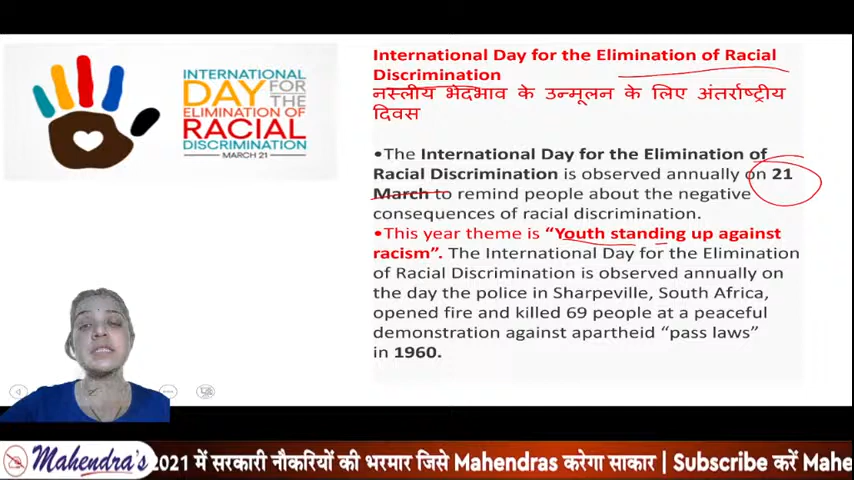 INTERNATIONAL
DAY FOR THE
ELIMINATION OF
RACIAL
DISCRIMINATION
MARCH 21
International Day for the Elimination of Racial
Discrimination
नस्लीय भेदभाव के उन्मूलन के लिए अंतर्राष्ट्रीय
दिवस
•The International Day for the Elimination of
Racial Discrimination is observed annually on 21
March to remind people about the negative
consequences of racial discrimination.
•This year theme is “Youth standing up against
racism”. The International Day for the Elimination
of Racial Discrimination is observed annually on
the day the police in Sharpeville, South Africa,
opened fire and killed 69 people at a peaceful
demonstration against apartheid “pass laws”
in 1960.
Mahendra's 2021 में सरकारी नौकरियों की भरमार जिसे Mahendras करेगा साकार | Subscribe करें Mahe